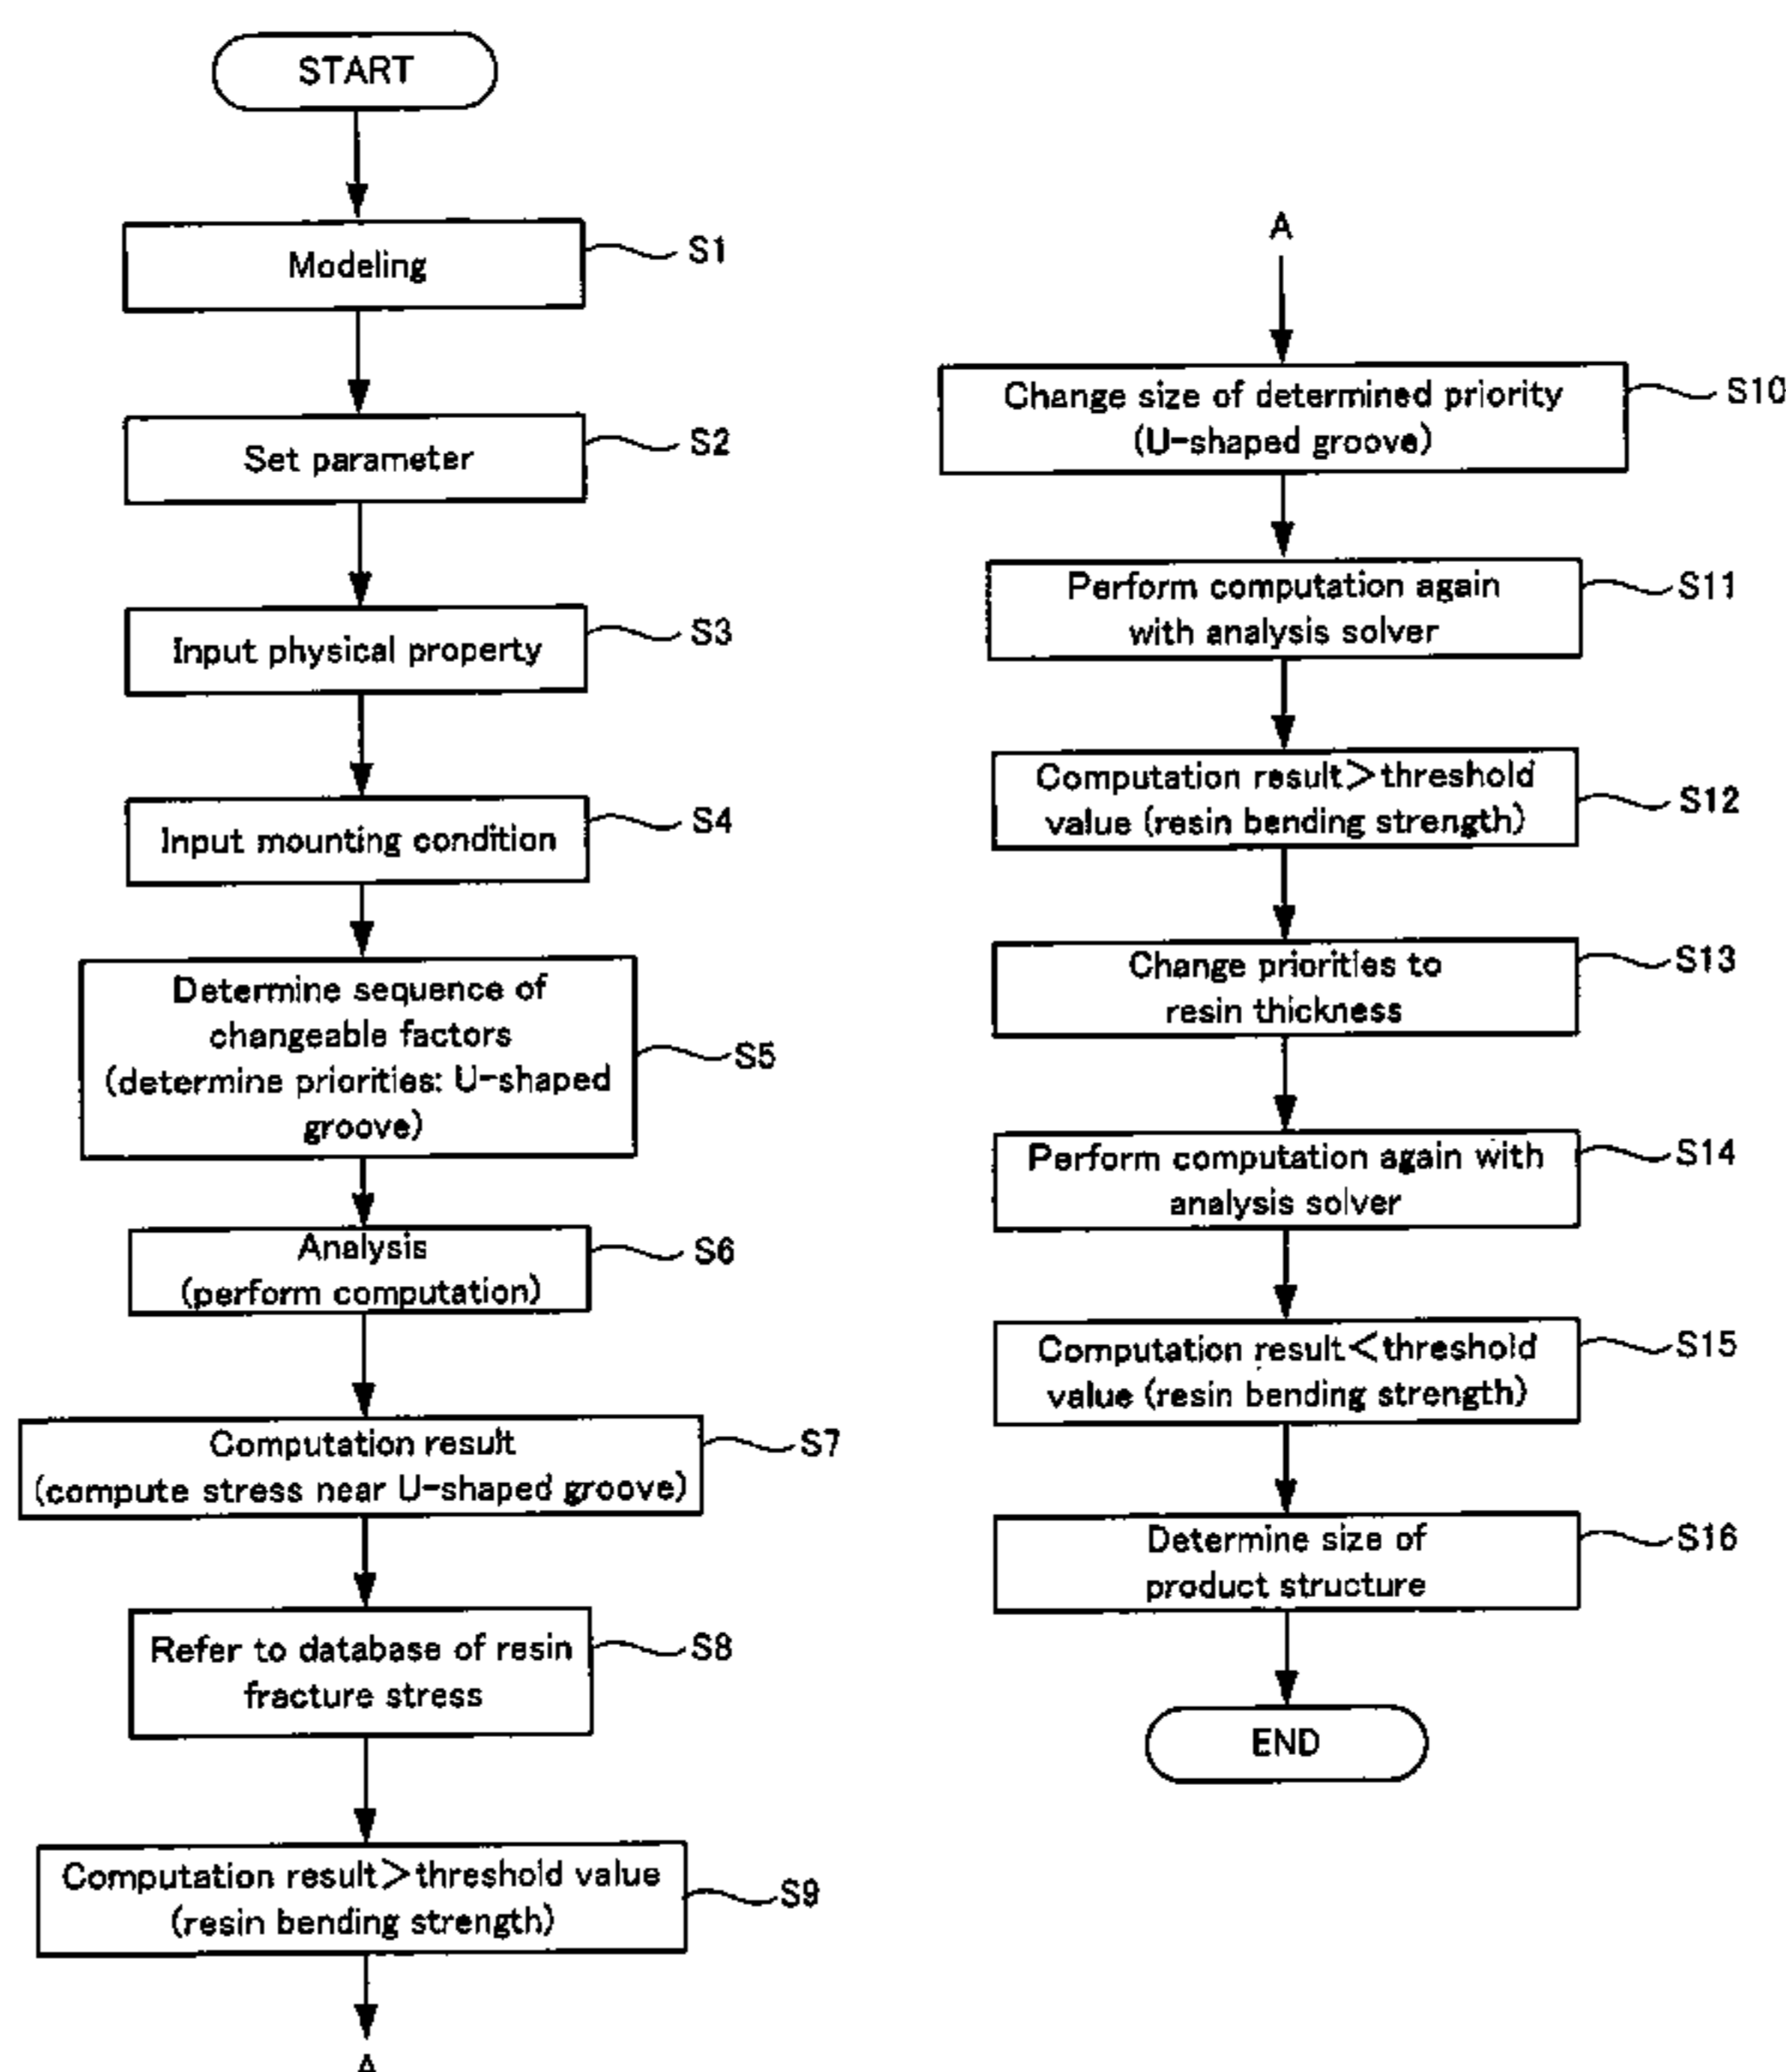 START
Modeling
S1
Set parameter
S2
Input physical property
S3
Input mounting condition
S4
Determine sequence of
changeable factors
(determine priorities: U-shaped
groove)
S5
Analysis
(perform computation)
S6
Computation result
(compute stress near U-shaped groove)
S7
Refer to database of resin
fracture stress
S8
Computation result>threshold value
(resin bending strength)
S9
A
A
Change size of determined priority
(U-shaped groove)
S10
Perform computation again
with analysis solver
S11
Computation result>threshold
value (resin bending strength)
S12
Change priorities to
resin thickness
S13
Perform computation again with
analysis solver
S14
Computation result<threshold
value (resin bending strength)
S15
Determine size of
product structure
S16
END